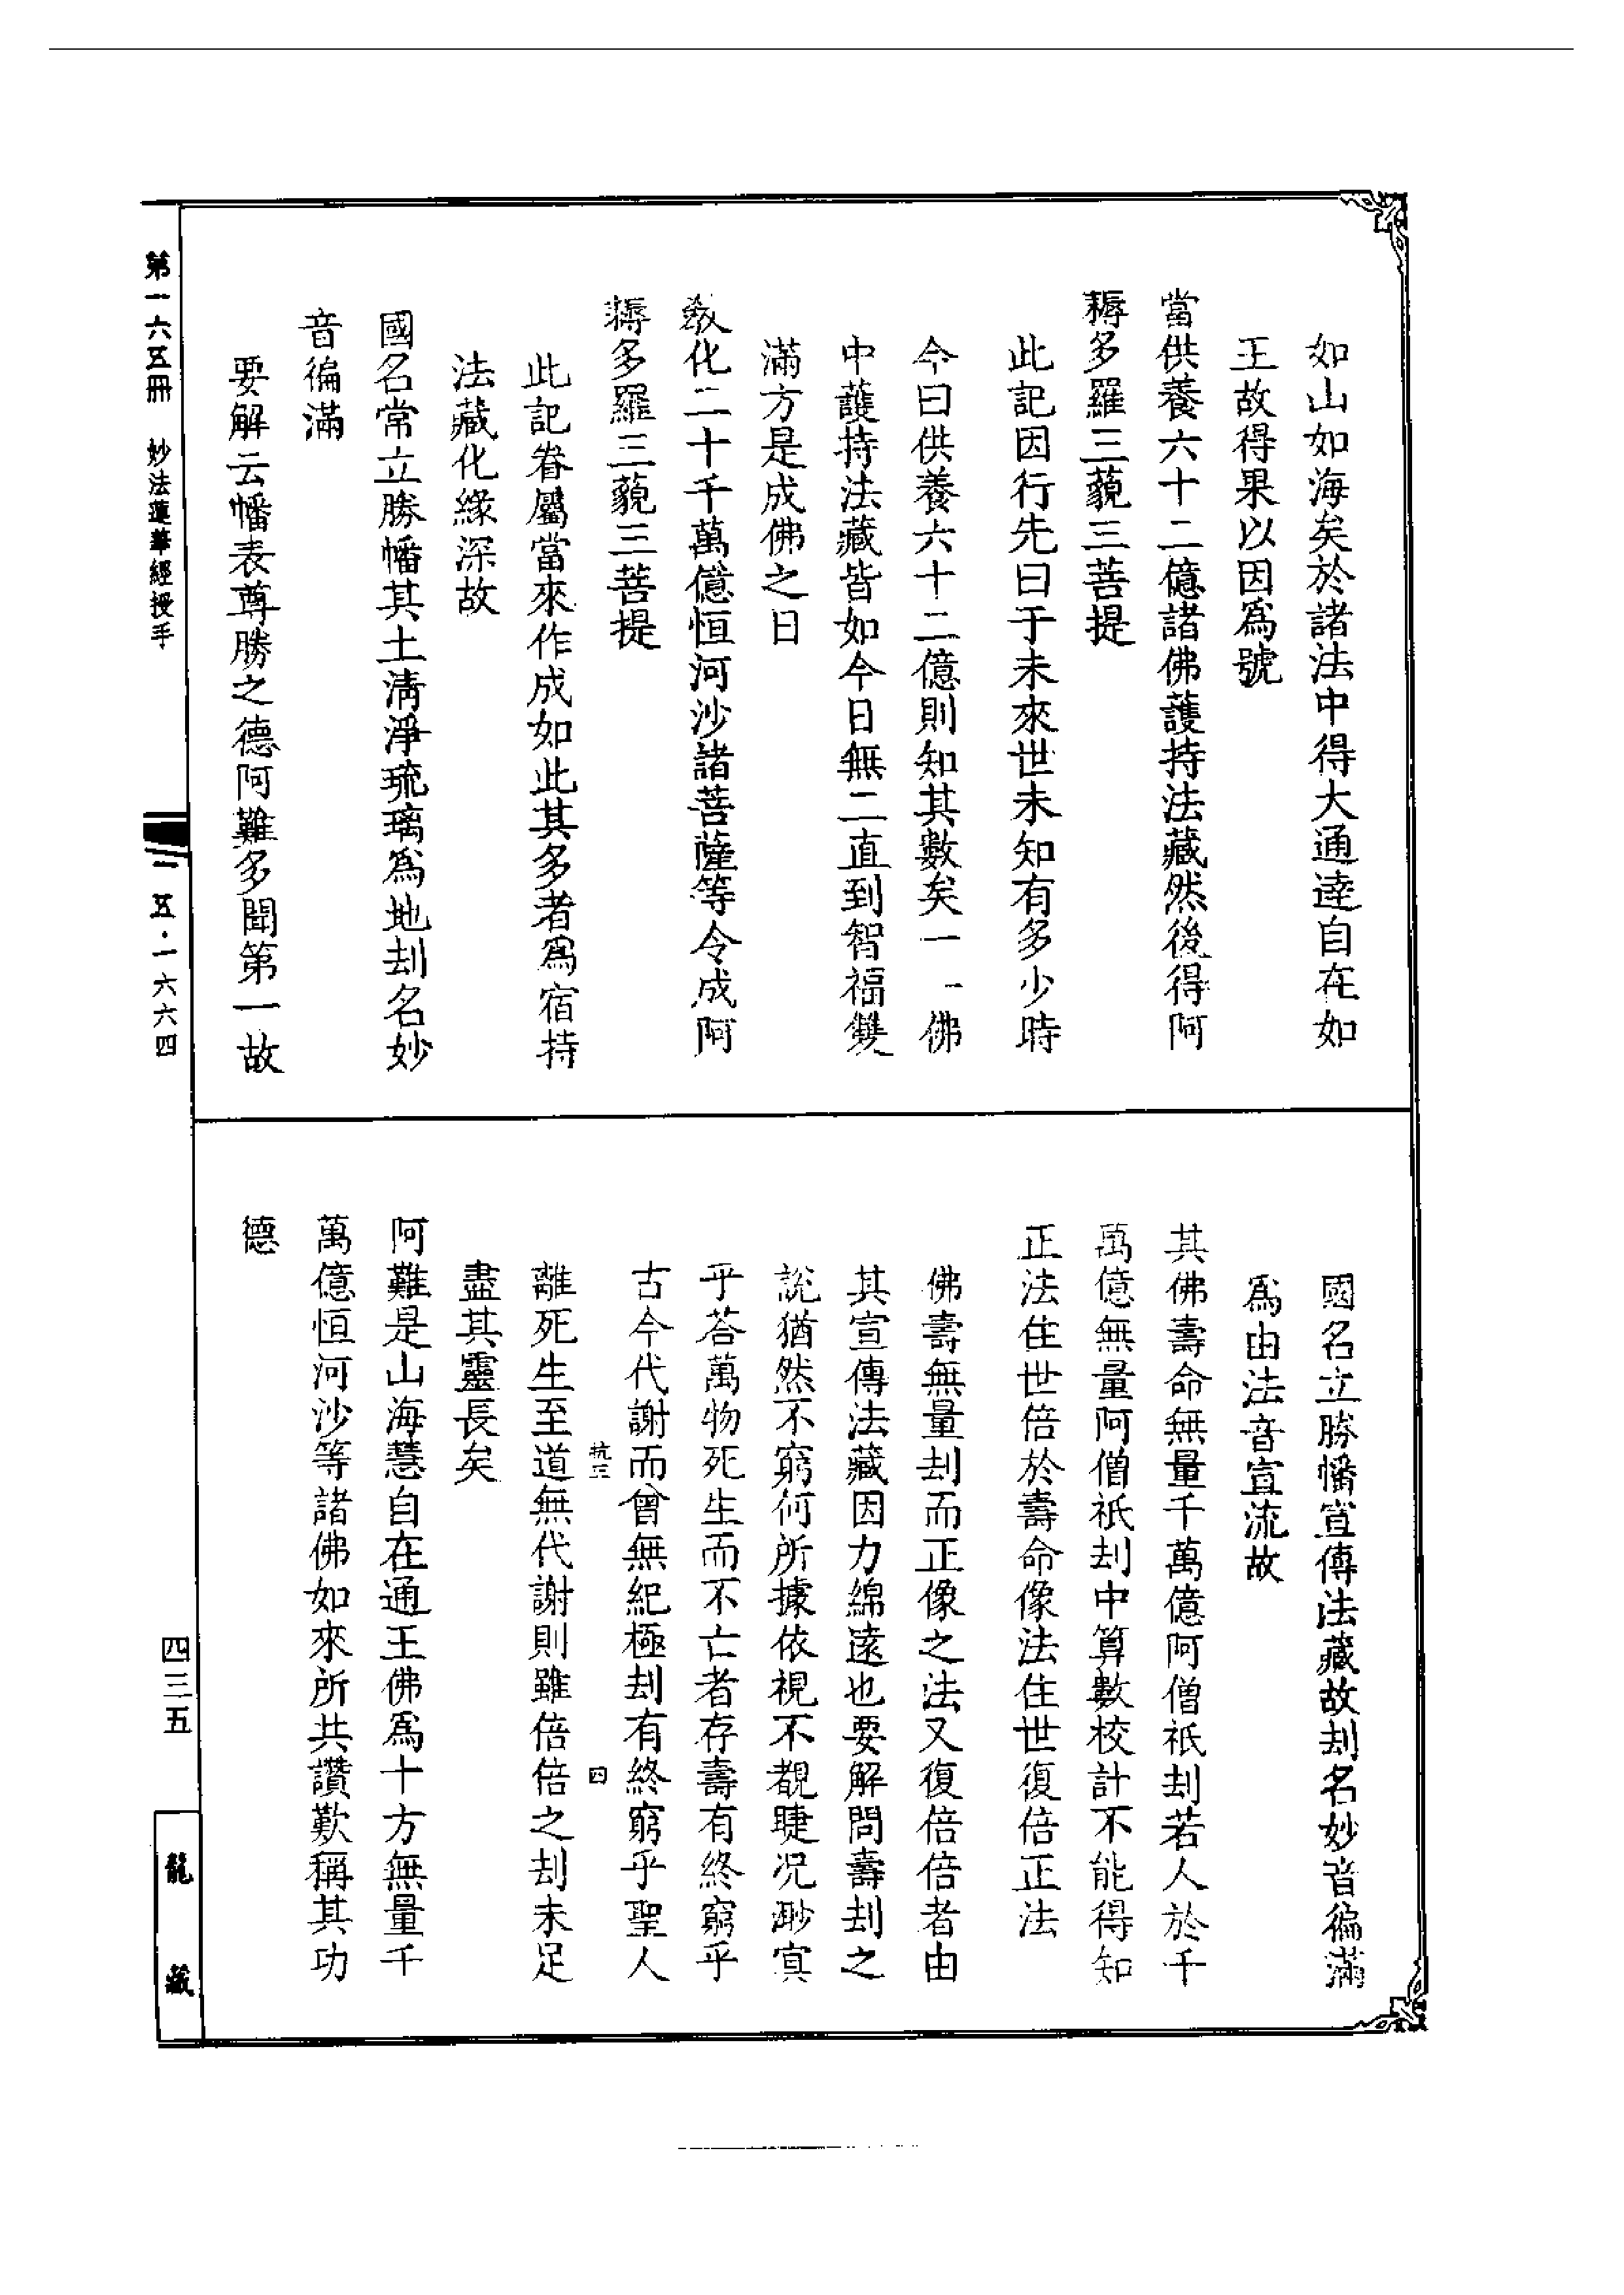 如山如海矣於諸法中得大通達自在如
王故得果以因爲號
當供養六十二億諸佛護持法藏然後得阿
耨多羅三藐三菩提
此記因行先曰于未來世未知有多少時
今曰供養六十二億則知其數矣一一佛
中護持法藏皆如今日無二直到智福雙
滿方是成佛之日
教化二十千萬億恒河沙諸菩薩等令成阿
耨多羅三藐三菩提
此記眷屬當來作成如此其多者爲宿持
法藏化緣深故
國名常立勝幡其土清淨琉璃爲地刦名妙
音徧滿
要解云幡表尊勝之德阿難多聞第一故
國名立勝幡宣傳法藏故刦名妙音徧滿
爲由法音宣流故
其佛壽命無量千萬億阿僧祇刦若人於千
萬億無量阿僧祇刦中算數校計不能得知
正法住世倍於壽命像法住世復倍正法
佛壽無量刦而正像之法又復倍倍者由
其宣傳法藏因力綿遠也要解問壽刦之
說猶然不窮何所據依視不覩睫况眇冥
乎荅萬物死生而不亡者存壽有終窮乎
古今代謝而曾無紀極刦有終窮乎聖人
抗三
四
離死生至道無代謝則雖倍倍之刦未足
盡其靈長矣
阿難是山海慧自在通王佛爲十方無量千
萬億恒河沙等諸佛如來所共讚歎稱其功
德
第一六五冊 妙法蓮華經授手
一五·一六六四
四三五
龍藏